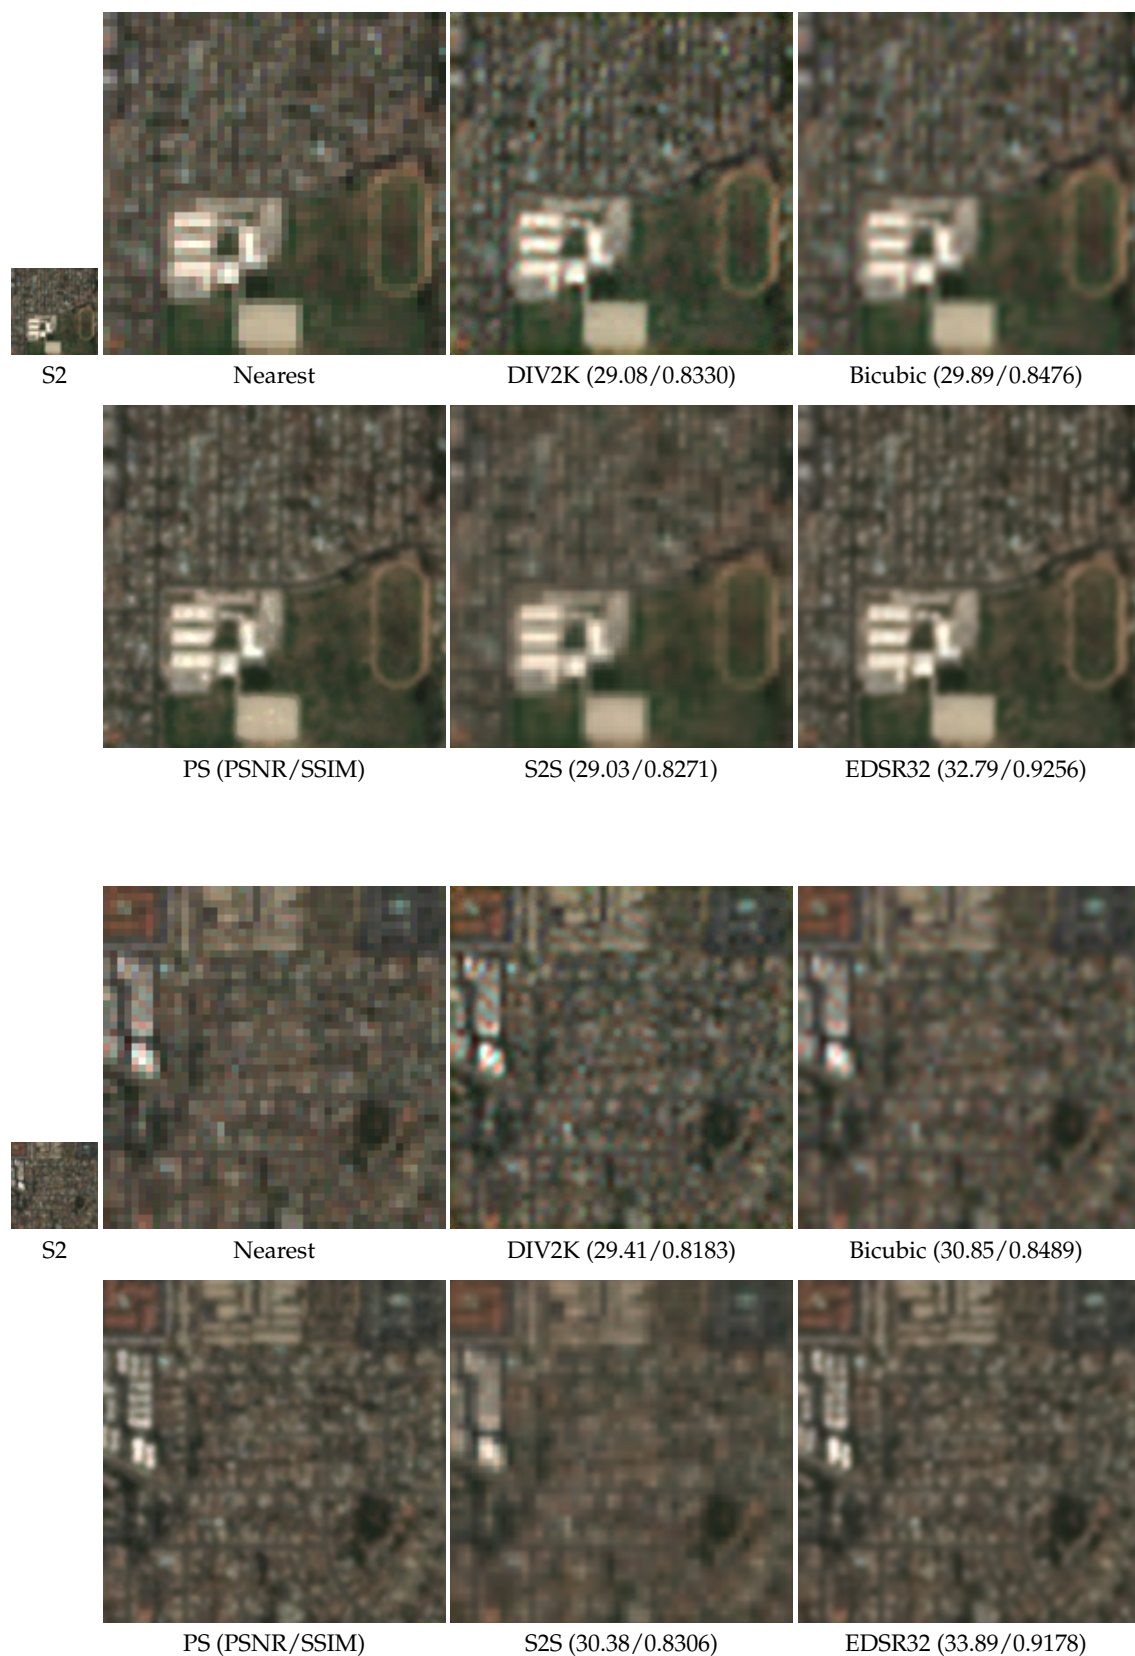 S2 Nearest DIV2K (29.08/0.8330) Bicubic (29.89/0.8476)
PS (PSNR/SSIM) S2S (29.03/0.8271) EDSR32 (32.79/0.9256)
S2 Nearest DIV2K (29.41/0.8183) Bicubic (30.85/0.8489)
PS (PSNR/SSIM) S2S (30.38/0.8306) EDSR32 (33.89/0.9178)